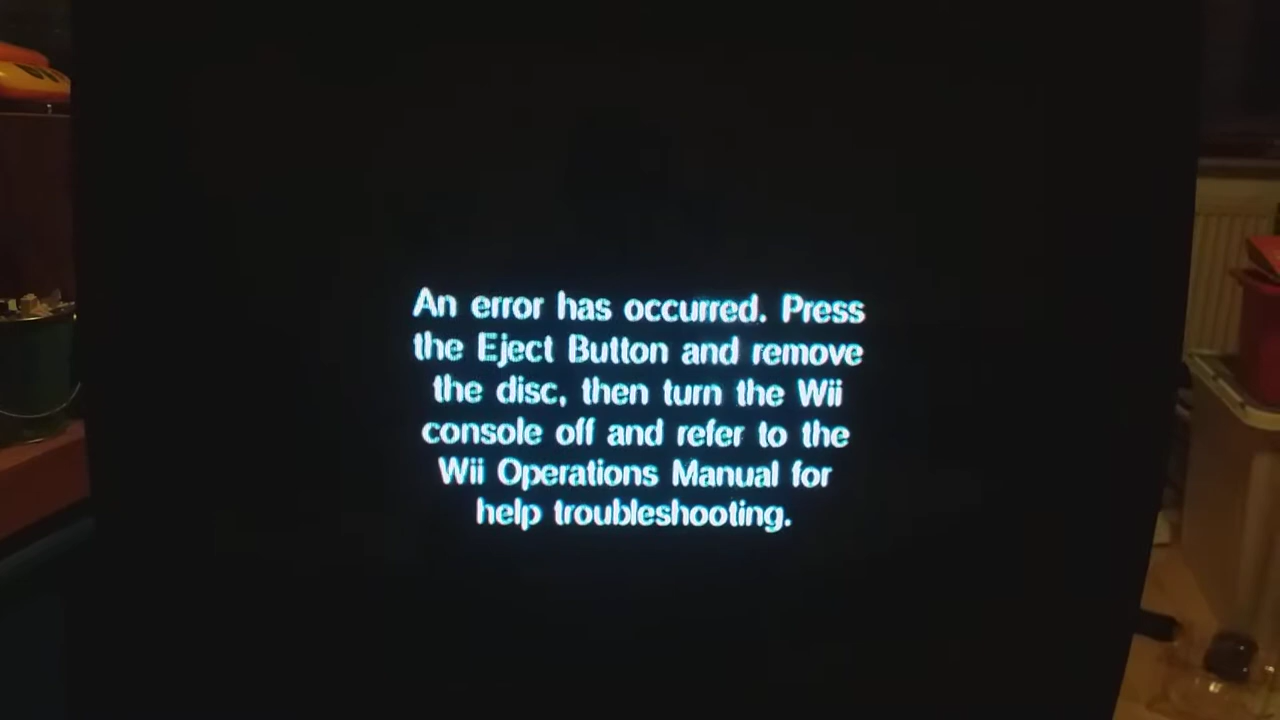 An error has occurred. Press
the Eject Button and remove
the disc, then turn the Wii
console off and refer to the
Wii Operations Manual for
help troubleshooting.